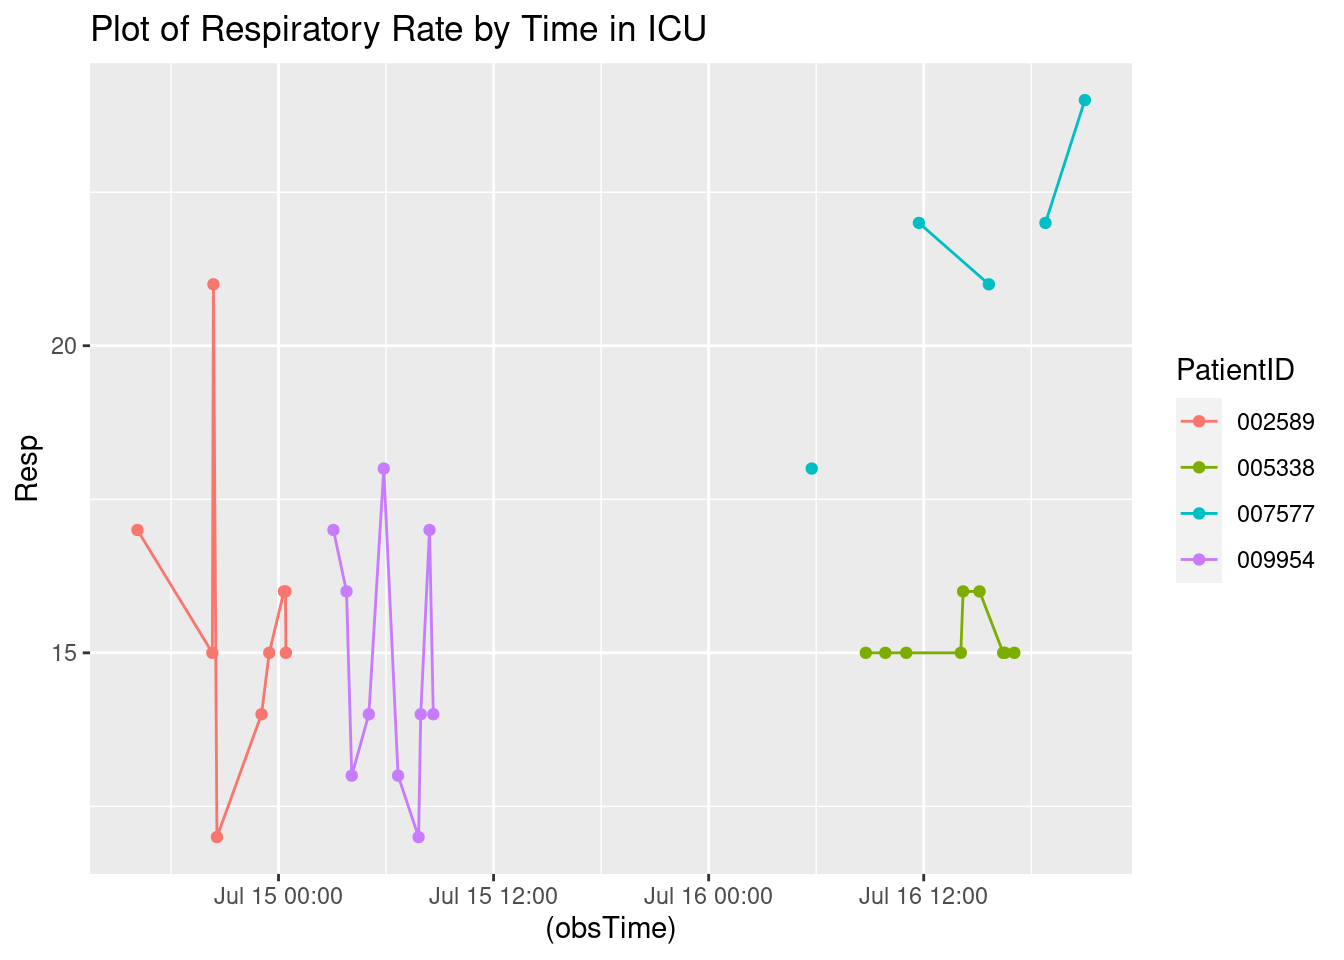 Plot of Respiratory Rate by Time in ICU
Resp
20
15
Jul 15 00:00 Jul 15 12:00 Jul 16 00:00 Jul 16 12:00
(obsTime)
PatientID
002589
005338
007577
009954